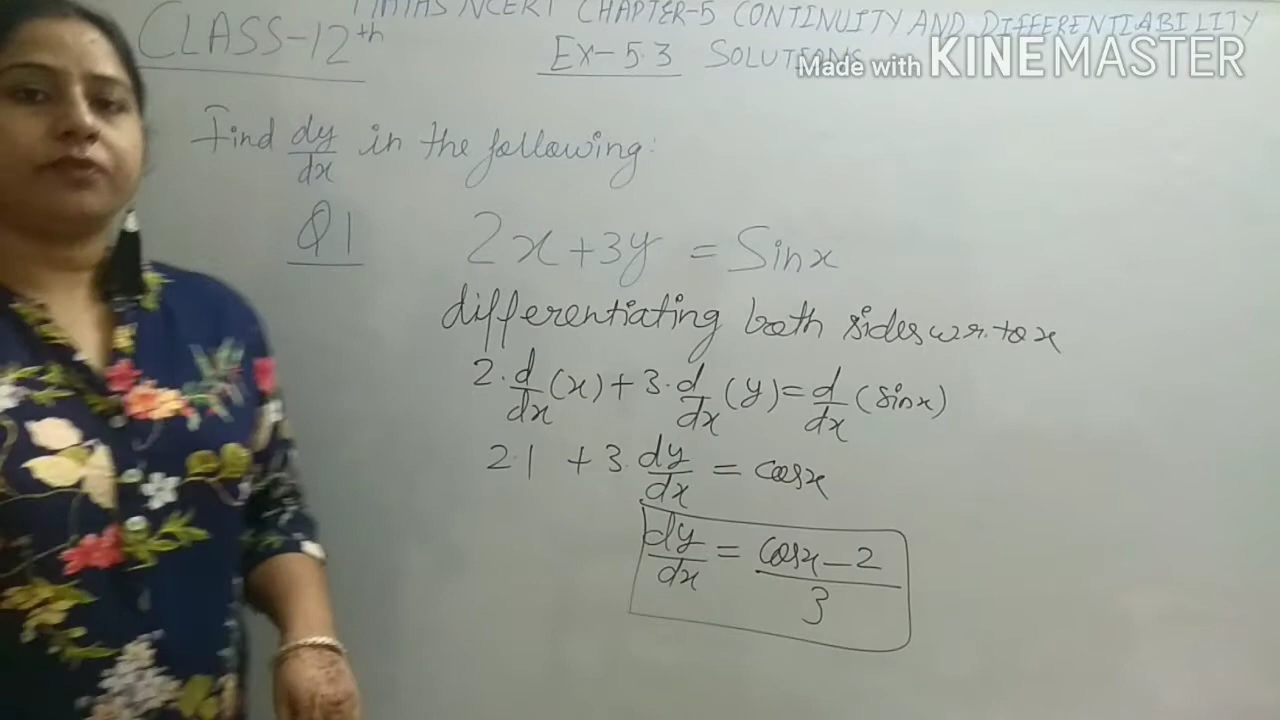 CLASS-12th
MATHS NCERT CHAPTER-5 CONTINUITY AND DIFFERENTIABILITY
Ex-5.3 SOLUTIONS
Made with KINEMASTER
Find dy/dx in the following:
Q1 2x+3y = Sinx
differentiating both sides wr.to x
2.d/dx(x)+3.d/dx(y)=d/dx(sinx)
2.1 +3.dy/dx = cosx
dy/dx = cosx-2/3